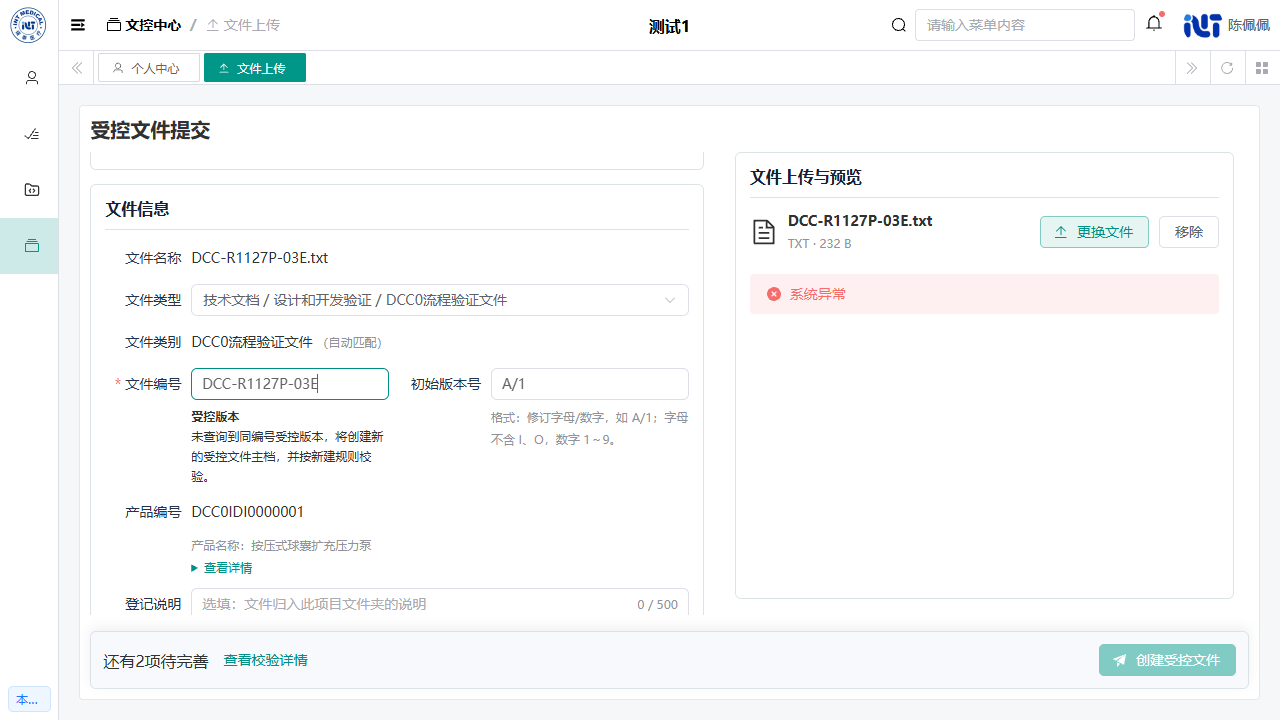 文控中心 / 文件上传
测试1
请输入菜单内容
陈佩佩
个人中心
文件上传
受控文件提交
文件信息
文件名称 DCC-R1127P-03E.txt
文件类型 技术文档 / 设计和开发验证 / DCC0流程验证文件
文件类别 DCC0流程验证文件 (自动匹配)
* 文件编号 DCC-R1127P-03E 初始版本号 A/1
受控版本
未查询到同编号受控版本，将创建新
的受控文件主档，并按新建规则校
验。
格式：修订字母/数字，如 A/1；字母
不含 I、O，数字 1～9。
产品编号 DCC0IDI0000001
产品名称：按压式球囊扩充压力泵
查看详情
登记说明 选填：文件归入此项目文件夹的说明 0 / 500
文件上传与预览
DCC-R1127P-03E.txt
TXT · 232 B
更换文件
移除
系统异常
还有2项待完善 查看校验详情
创建受控文件
本...